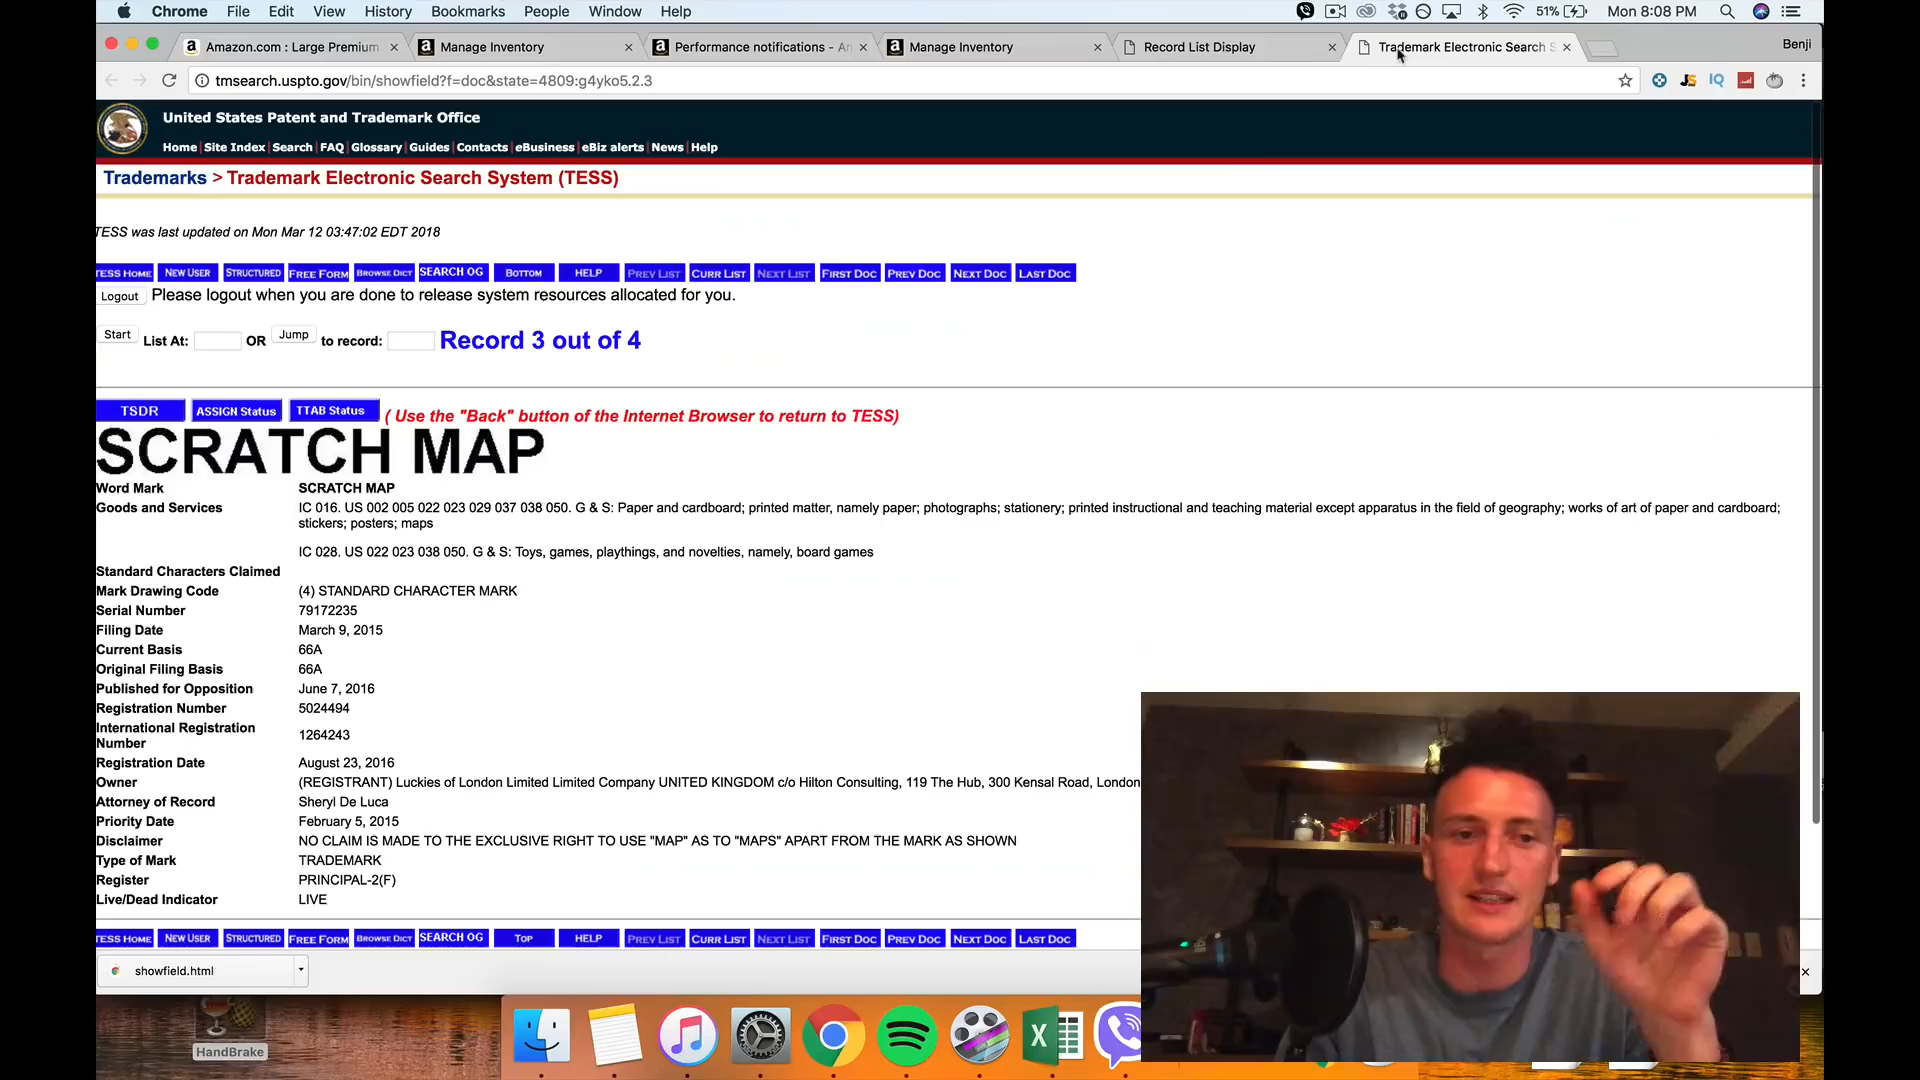 Chrome File Edit View History Bookmarks People Window Help 51% Mon 8:08 PM
Amazon.com : Large Premium Manage Inventory Performance notifications - An Manage Inventory Record List Display Trademark Electronic Search S Benji
tmsearch.uspto.gov/bin/showfield?f=doc&state=4809:g4yko5.2.3
United States Patent and Trademark Office
Home | Site Index | Search | FAQ | Glossary | Guides | Contacts | eBusiness | eBiz alerts | News | Help
Trademarks > Trademark Electronic Search System (TESS)
TESS was last updated on Mon Mar 12 03:47:02 EDT 2018
TESS HOME NEW USER STRUCTURED FREE FORM BROWSE DICT SEARCH OG BOTTOM HELP PREV LIST CURR LIST NEXT LIST FIRST DOC PREV DOC NEXT DOC LAST DOC
Logout Please logout when you are done to release system resources allocated for you.
Start List At: OR Jump to record: Record 3 out of 4
TSDR ASSIGN Status TTAB Status ( Use the "Back" button of the Internet Browser to return to TESS)
SCRATCH MAP
Word Mark SCRATCH MAP
Goods and Services IC 016. US 002 005 022 023 029 037 038 050. G & S: Paper and cardboard; printed matter, namely paper; photographs; stationery; printed instructional and teaching material except apparatus in the field of geography; works of art of paper and cardboard;
stickers; posters; maps
IC 028. US 022 023 038 050. G & S: Toys, games, playthings, and novelties, namely, board games
Standard Characters Claimed
Mark Drawing Code (4) STANDARD CHARACTER MARK
Serial Number 79172235
Filing Date March 9, 2015
Current Basis 66A
Original Filing Basis 66A
Published for Opposition June 7, 2016
Registration Number 5024494
International Registration
Number 1264243
Registration Date August 23, 2016
Owner (REGISTRANT) Luckies of London Limited Limited Company UNITED KINGDOM c/o Hilton Consulting, 119 The Hub, 300 Kensal Road, London
Attorney of Record Sheryl De Luca
Priority Date February 5, 2015
Disclaimer NO CLAIM IS MADE TO THE EXCLUSIVE RIGHT TO USE "MAP" AS TO "MAPS" APART FROM THE MARK AS SHOWN
Type of Mark TRADEMARK
Register PRINCIPAL-2(F)
Live/Dead Indicator LIVE
TESS HOME NEW USER STRUCTURED FREE FORM BROWSE DICT SEARCH OG TOP HELP PREV LIST CURR LIST NEXT LIST FIRST DOC PREV DOC NEXT DOC LAST DOC
showfield.html
HandBrake